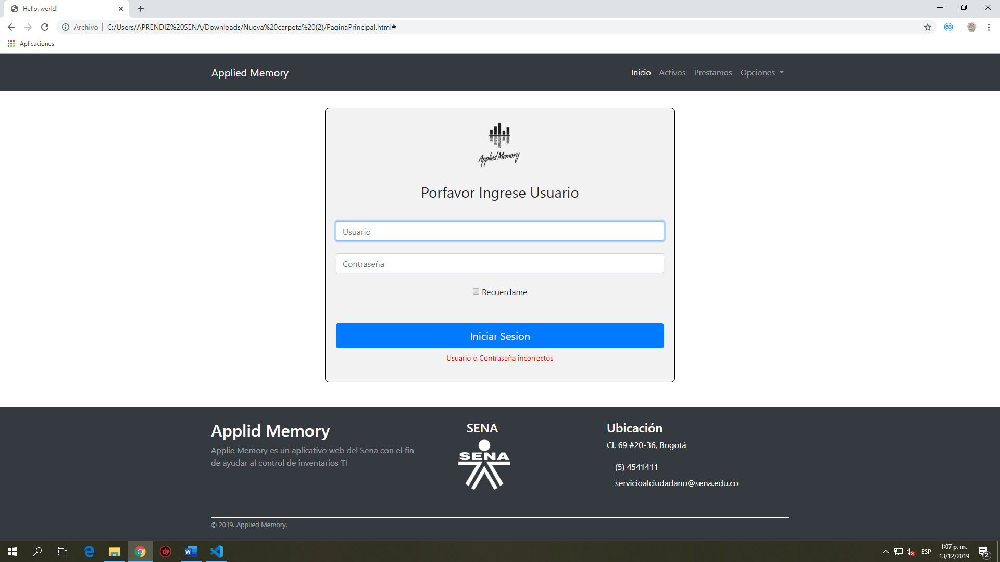 Hello, world!
Archivo
C:/Users/APRENDIZ%20SENA/Downloads/Nueva%20carpeta%20(2)/PaginaPrincipal.html#
Aplicaciones
Applied Memory
Inicio Activos Prestamos Opciones
Applied Memory
Porfavor Ingrese Usuario
Usuario
Contraseña
Recuerdame
Iniciar Sesion
Usuario o Contraseña incorrectos
Applid Memory
Applie Memory es un aplicativo web del Sena con el fin
de ayudar al control de inventarios TI
SENA
SENA
Ubicación
Cl. 69 #20-36, Bogotá
(5) 4541411
servicioalciudadano@sena.edu.co
© 2019. Applied Memory.
ESP
1:07 p. m.
13/12/2019
2